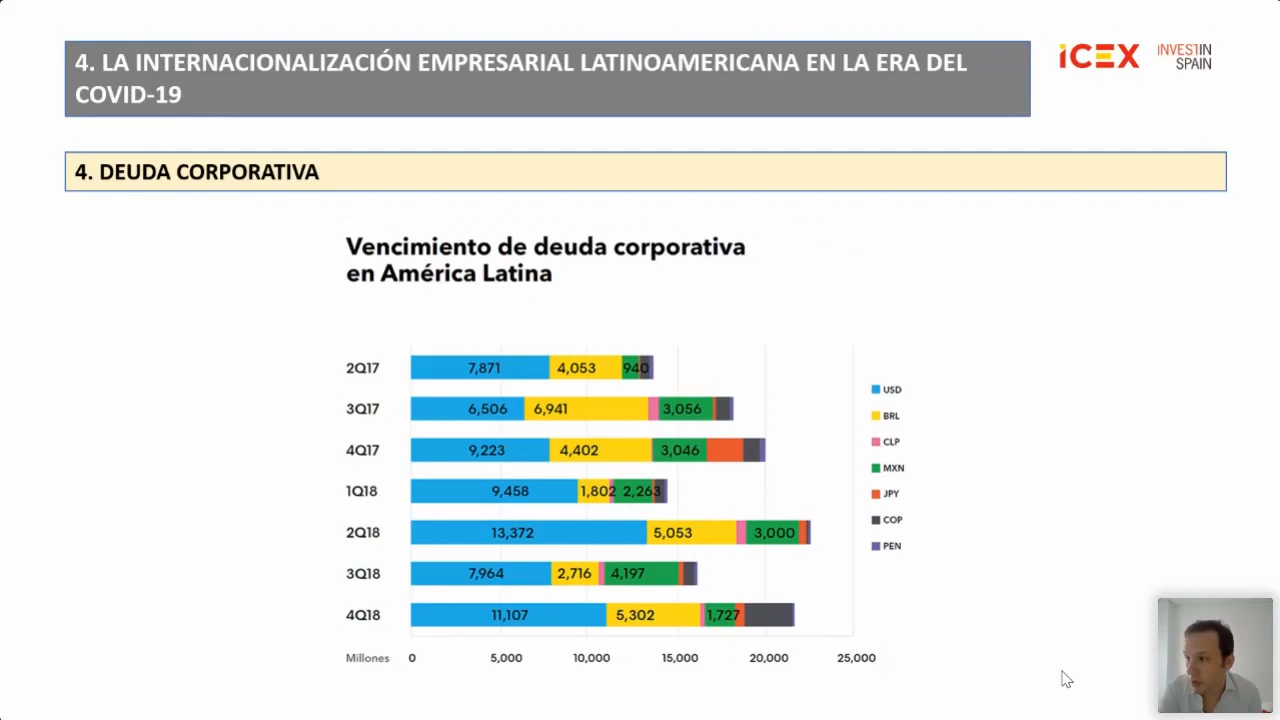 4. LA INTERNACIONALIZACIÓN EMPRESARIAL LATINOAMERICANA EN LA ERA DEL
COVID-19
iCEX
INVEST IN
SPAIN
4. DEUDA CORPORATIVA
Vencimiento de deuda corporativa
en América Latina
2Q17 7,871 4,053 940
3Q17 6,506 6,941 3,056
4Q17 9,223 4,402 3,046
1Q18 9,458 1,802 2,263
2Q18 13,372 5,053 3,000
3Q18 7,964 2,716 4,197
4Q18 11,107 5,302 1,727
Millones 0 5,000 10,000 15,000 20,000 25,000
USD
BRL
CLP
MXN
JPY
COP
PEN